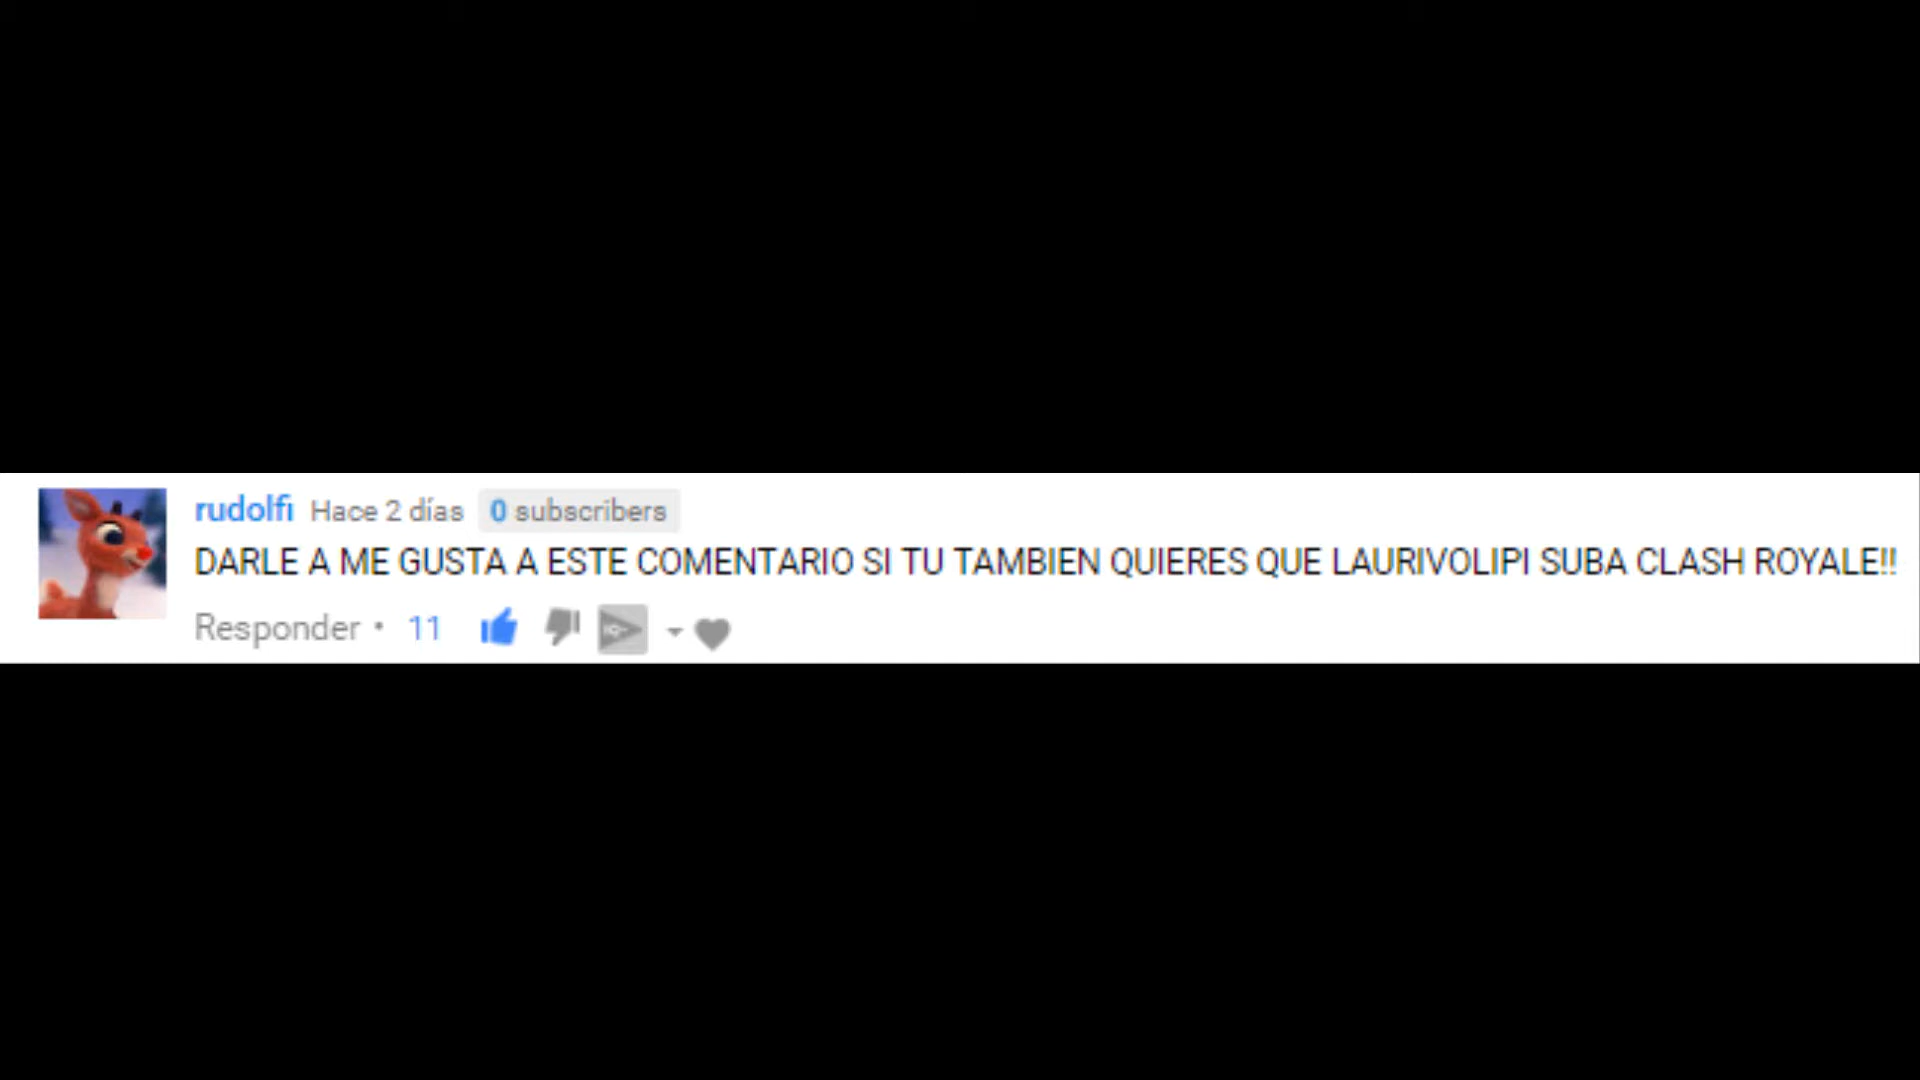 rudolfi Hace 2 días 0 subscribers
DARLE A ME GUSTA A ESTE COMENTARIO SI TU TAMBIEN QUIERES QUE LAURIVOLIPI SUBA CLASH ROYALE!!
Responder • 11